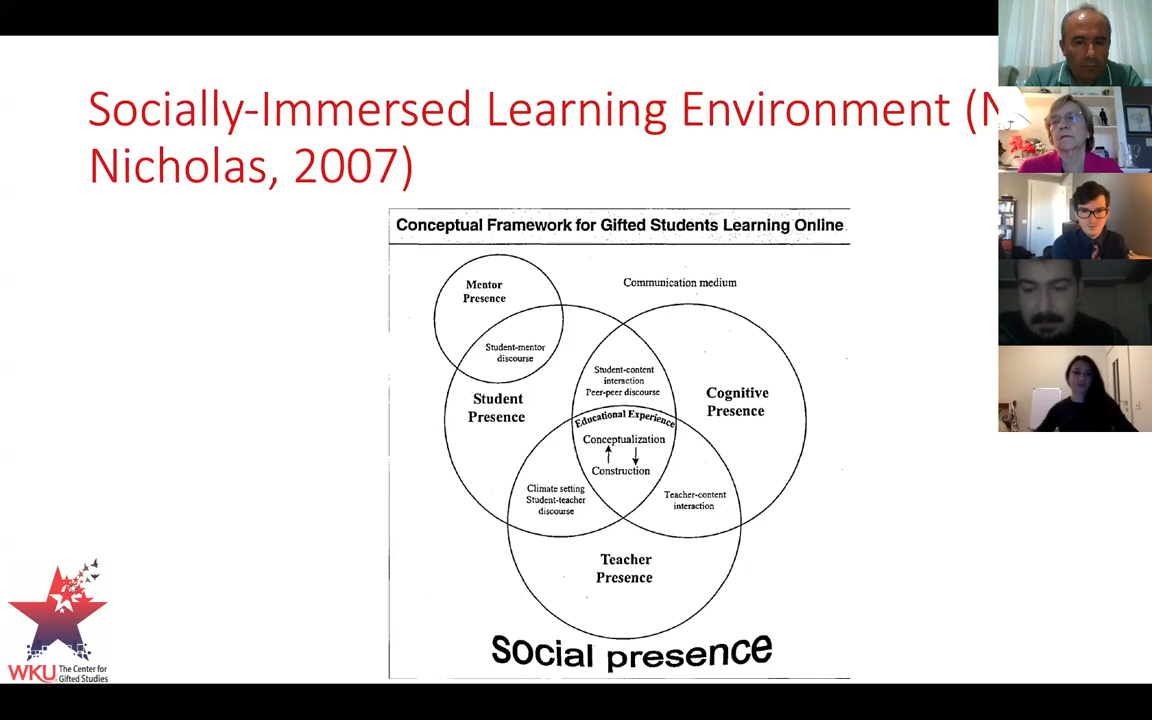 Socially-Immersed Learning Environment (
Nicholas, 2007)
Conceptual Framework for Gifted Students Learning Online
Mentor
Presence
Communication medium
Student-mentor
discourse
Student-content
interaction
Peer-peer discourse
Student
Presence
Cognitive
Presence
Educational Experience
Conceptualization
Construction
Climate setting
Student-teacher
discourse
Teacher-content
interaction
Teacher
Presence
social presence
WKU The Center for
Gifted Studies